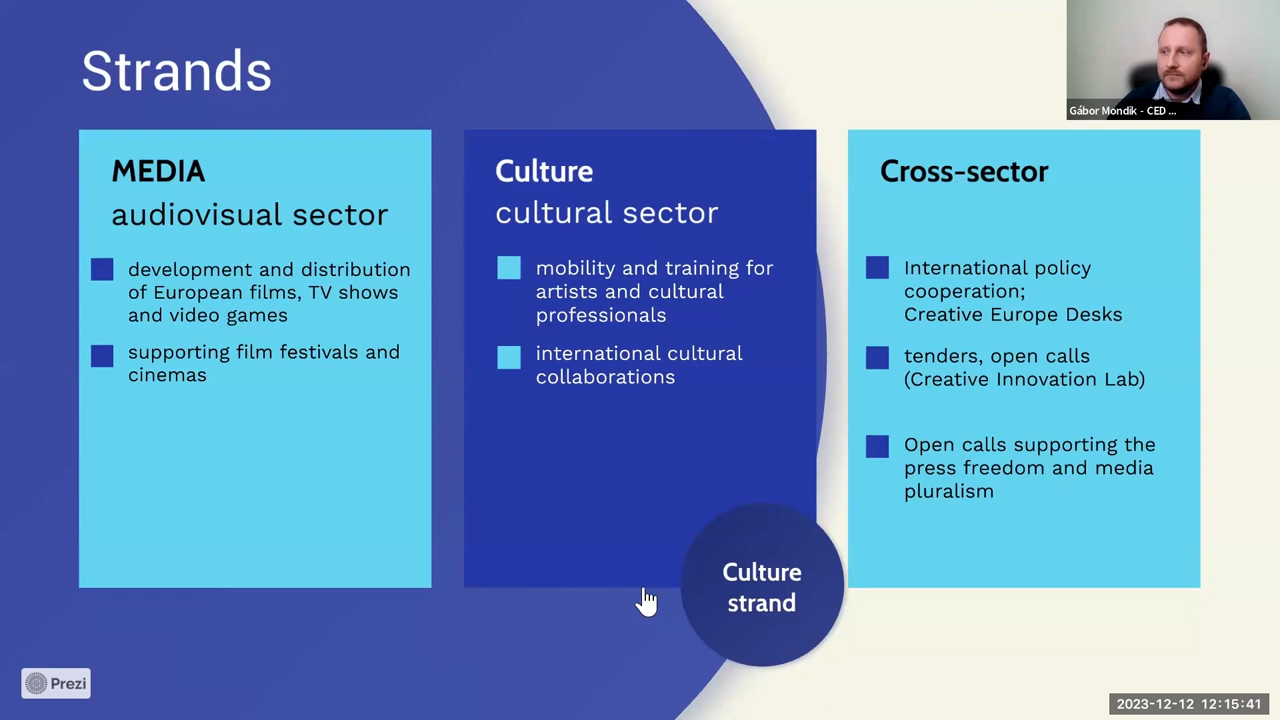 Strands
MEDIA
audiovisual sector
development and distribution
of European films, TV shows
and video games
supporting film festivals and
cinemas
Culture
cultural sector
mobility and training for
artists and cultural
professionals
international cultural
collaborations
Culture
strand
Cross-sector
International policy
cooperation;
Creative Europe Desks
tenders, open calls
(Creative Innovation Lab)
Open calls supporting the
press freedom and media
pluralism
Gábor Mondik - CED ...
Prezi
2023-12-12 12:15:41